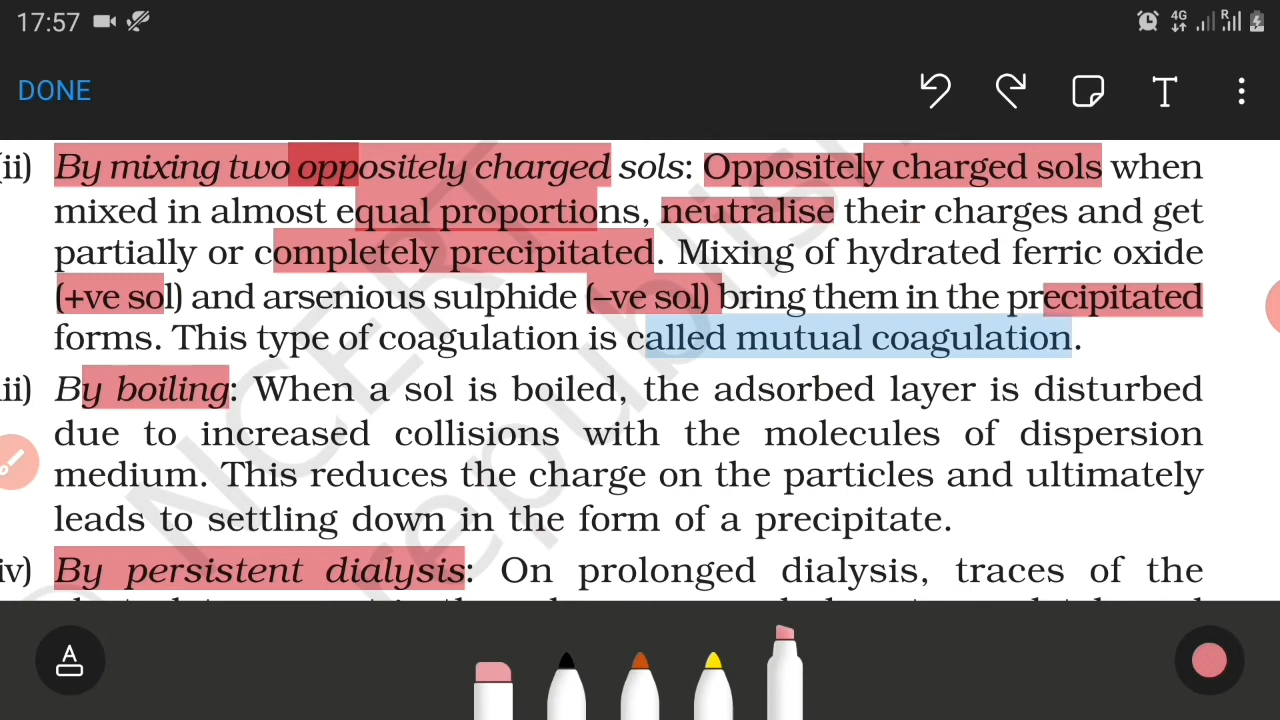 17:57
4G
R
DONE
T
(ii) By mixing two oppositely charged sols: Oppositely charged sols when
mixed in almost equal proportions, neutralise their charges and get
partially or completely precipitated. Mixing of hydrated ferric oxide
(+ve sol) and arsenious sulphide (–ve sol) bring them in the precipitated
forms. This type of coagulation is called mutual coagulation.
iii) By boiling: When a sol is boiled, the adsorbed layer is disturbed
due to increased collisions with the molecules of dispersion
medium. This reduces the charge on the particles and ultimately
leads to settling down in the form of a precipitate.
iv) By persistent dialysis: On prolonged dialysis, traces of the
A
© NCERT
republish